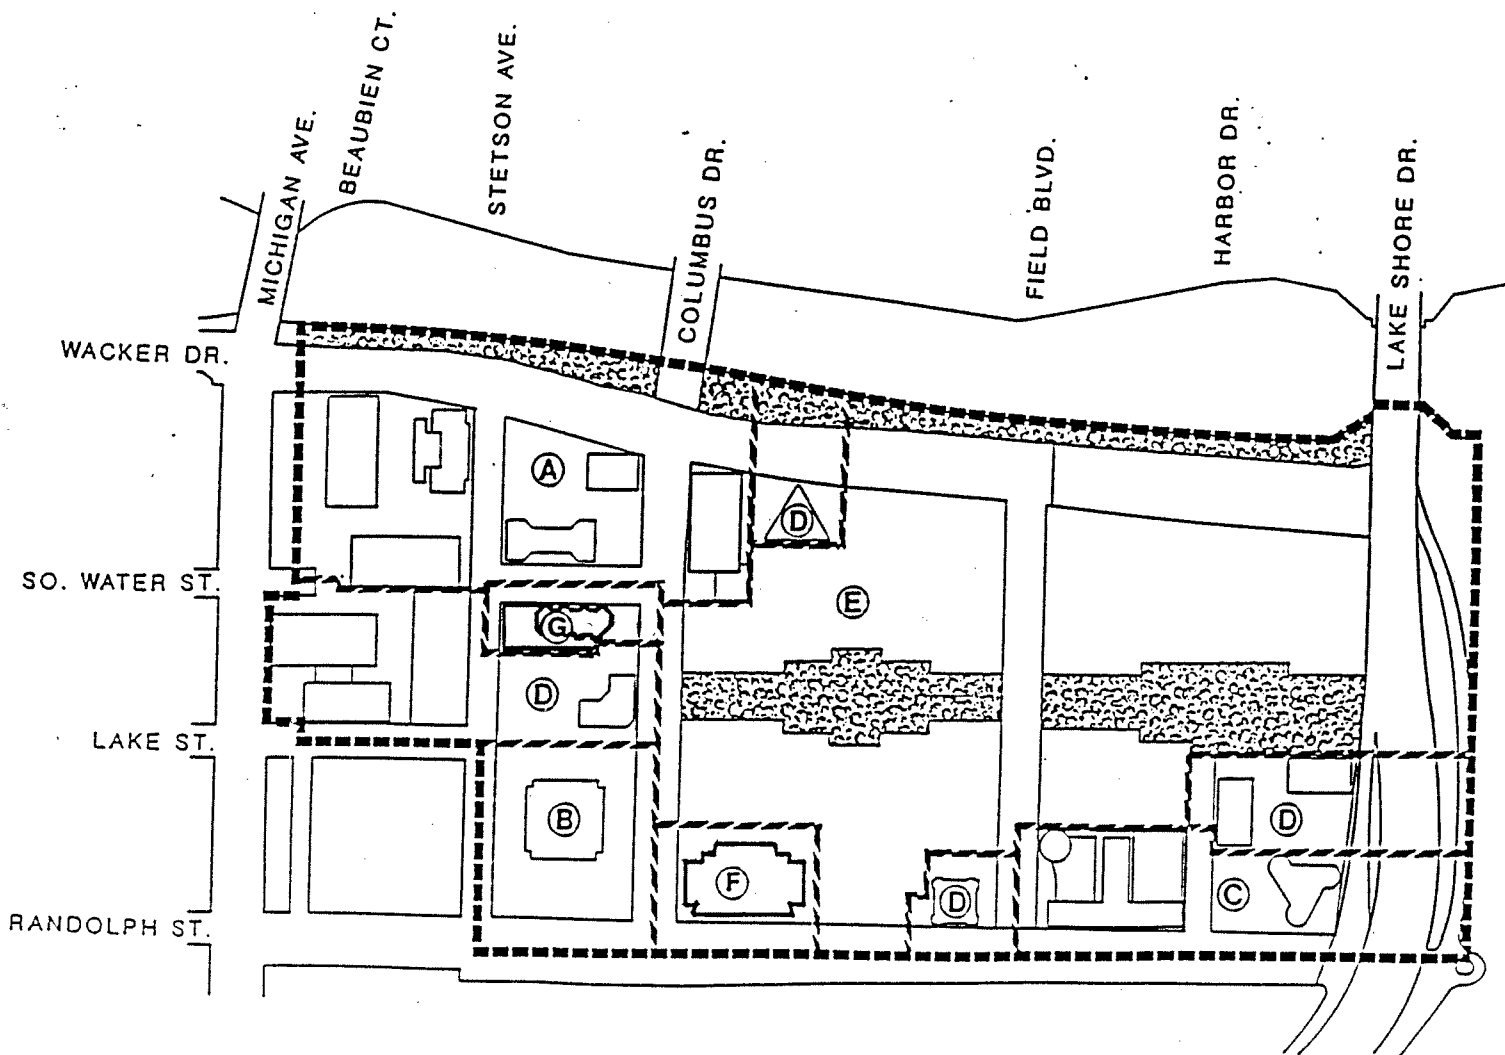 MICHIGAN AVE.
BEAUBIEN CT.
STETSON AVE.
COLUMBUS DR.
FIELD BLVD.
HARBOR DR.
LAKE SHORE DR.
WACKER DR.
A
D
SO. WATER ST.
E
G
D
LAKE ST.
B
D
F
D
C
RANDOLPH ST.